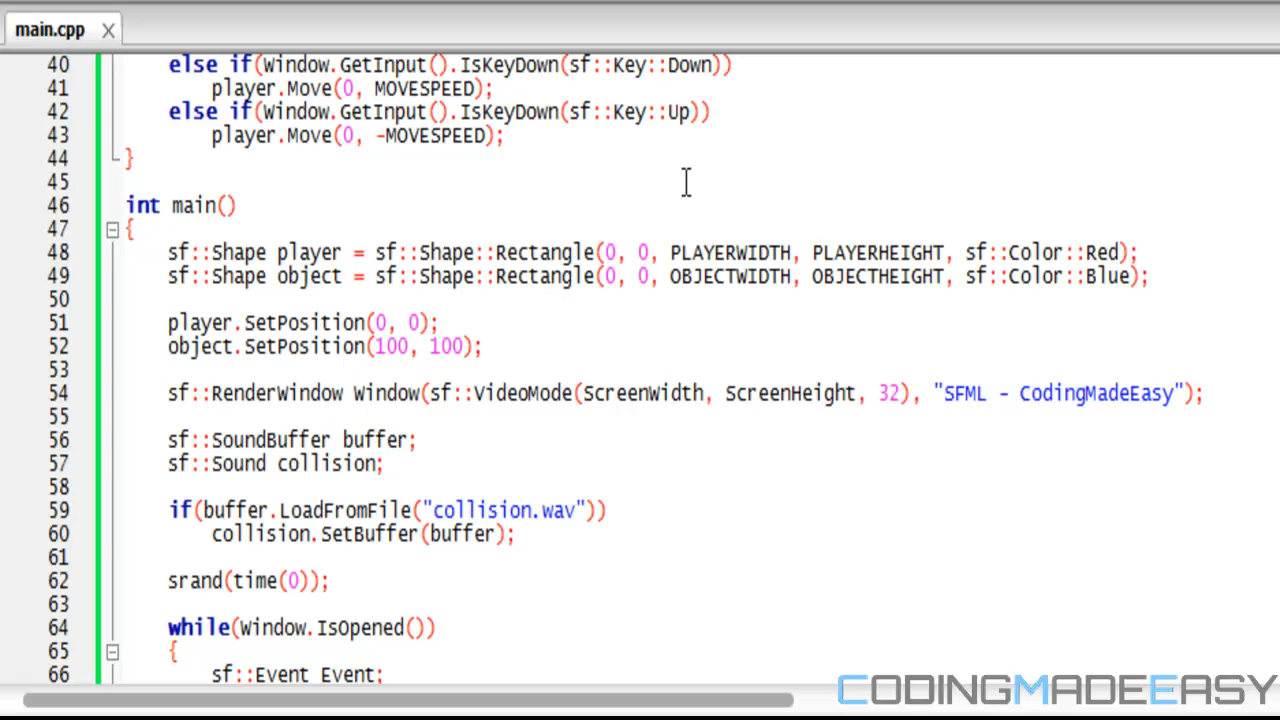 main.cpp
40 else if(Window.GetInput().IsKeyDown(sf::Key::Down))
41 player.Move(0, MOVESPEED);
42 else if(Window.GetInput().IsKeyDown(sf::Key::Up))
43 player.Move(0, -MOVESPEED);
44 }
45
46 int main()
47 {
48 sf::Shape player = sf::Shape::Rectangle(0, 0, PLAYERWIDTH, PLAYERHEIGHT, sf::Color::Red);
49 sf::Shape object = sf::Shape::Rectangle(0, 0, OBJECTWIDTH, OBJECTHEIGHT, sf::Color::Blue);
50
51 player.SetPosition(0, 0);
52 object.SetPosition(100, 100);
53
54 sf::RenderWindow Window(sf::VideoMode(ScreenWidth, ScreenHeight, 32), "SFML - CodingMadeEasy");
55
56 sf::SoundBuffer buffer;
57 sf::Sound collision;
58
59 if(buffer.LoadFromFile("collision.wav"))
60 collision.SetBuffer(buffer);
61
62 srand(time(0));
63
64 while(Window.IsOpened())
65 {
66 sf::Event Event;
CODINGMADEEASY